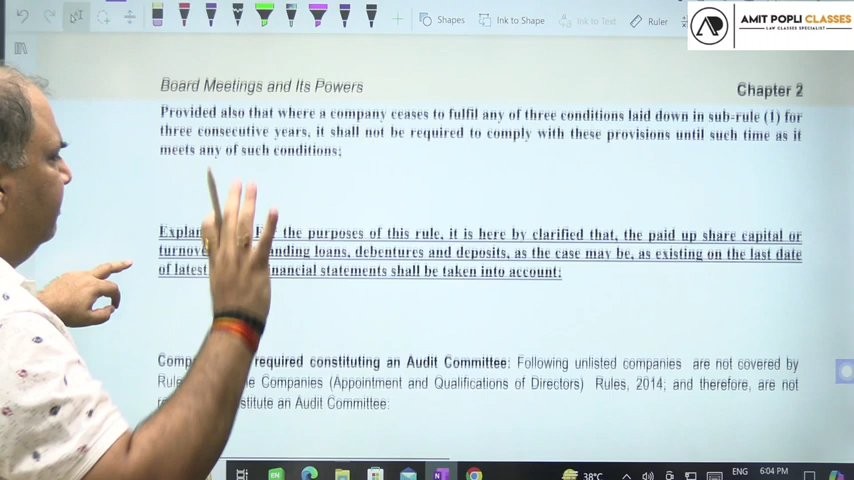 Shapes
Ink to Shape
Ink to Text
Ruler
AMIT POPLI CLASSES
LAW CLASSES SPECIALIST
Board Meetings and Its Powers
Chapter 2
Provided also that where a company ceases to fulfil any of three conditions laid down in sub-rule (1) for
three consecutive years, it shall not be required to comply with these provisions until such time as it
meets any of such conditions;
the purposes of this rule, it is here by clarified that, the paid up share capital or
loans, debentures and deposits, as the case may be, as existing on the last date
of latest financial statements shall be taken into account:
required constituting an Audit Committee: Following unlisted companies are not covered by
Companies (Appointment and Qualifications of Directors) Rules, 2014; and therefore, are not
an Audit Committee:
38°C
ENG
6:04 PM